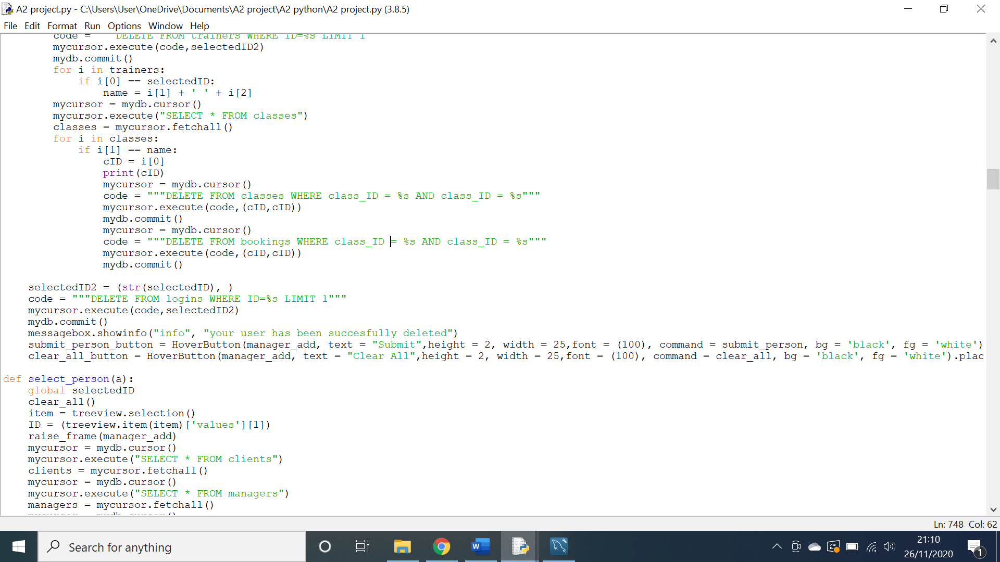 A2 project.py - C:\Users\User\OneDrive\Documents\A2 project\A2 python\A2 project.py (3.8.5)
File Edit Format Run Options Window Help
code = """DELETE FROM trainers WHERE ID=%s LIMIT 1"""
mycursor.execute(code,selectedID2)
mydb.commit()
for i in trainers:
if i[0] == selectedID:
name = i[1] + ' ' + i[2]
mycursor = mydb.cursor()
mycursor.execute("SELECT * FROM classes")
classes = mycursor.fetchall()
for i in classes:
if i[1] == name:
cID = i[0]
print(cID)
mycursor = mydb.cursor()
code = """DELETE FROM classes WHERE class_ID = %s AND class_ID = %s"""
mycursor.execute(code,(cID,cID))
mydb.commit()
mycursor = mydb.cursor()
code = """DELETE FROM bookings WHERE class_ID = %s AND class_ID = %s"""
mycursor.execute(code,(cID,cID))
mydb.commit()
selectedID2 = (str(selectedID), )
code = """DELETE FROM logins WHERE ID=%s LIMIT 1"""
mycursor.execute(code,selectedID2)
mydb.commit()
messagebox.showinfo("info", "your user has been succesfully deleted")
submit_person_button = HoverButton(manager_add, text = "Submit",height = 2, width = 25,font = (100), command = submit_person, bg = 'black', fg = 'white')
clear_all_button = HoverButton(manager_add, text = "Clear All",height = 2, width = 25,font = (100), command = clear_all, bg = 'black', fg = 'white').plac
def select_person(a):
global selectedID
clear_all()
item = treeview.selection()
ID = (treeview.item(item)['values'][1])
raise_frame(manager_add)
mycursor = mydb.cursor()
mycursor.execute("SELECT * FROM clients")
clients = mycursor.fetchall()
mycursor = mydb.cursor()
mycursor.execute("SELECT * FROM managers")
managers = mycursor.fetchall()
Ln: 748 Col: 62
Search for anything
21:10
26/11/2020
1